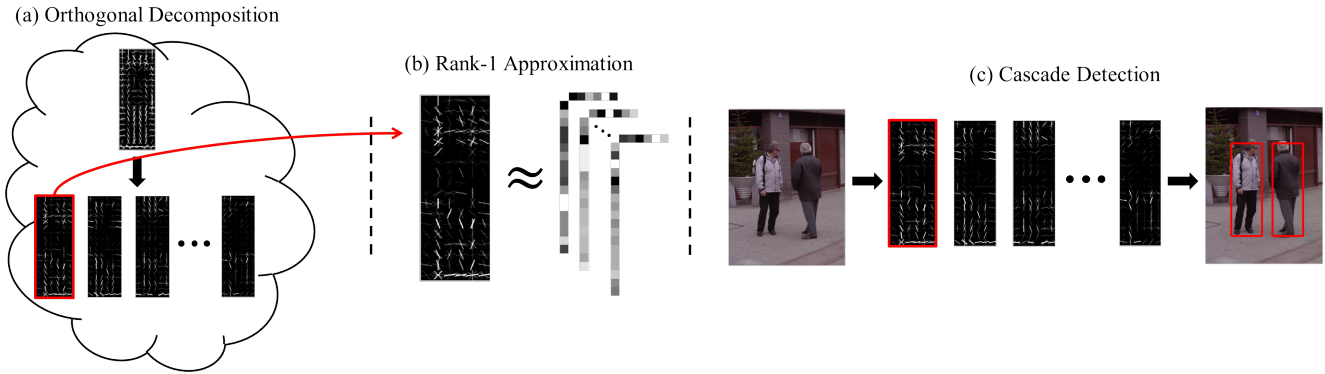 (a) Orthogonal Decomposition
(b) Rank-1 Approximation
(c) Cascade Detection
≈